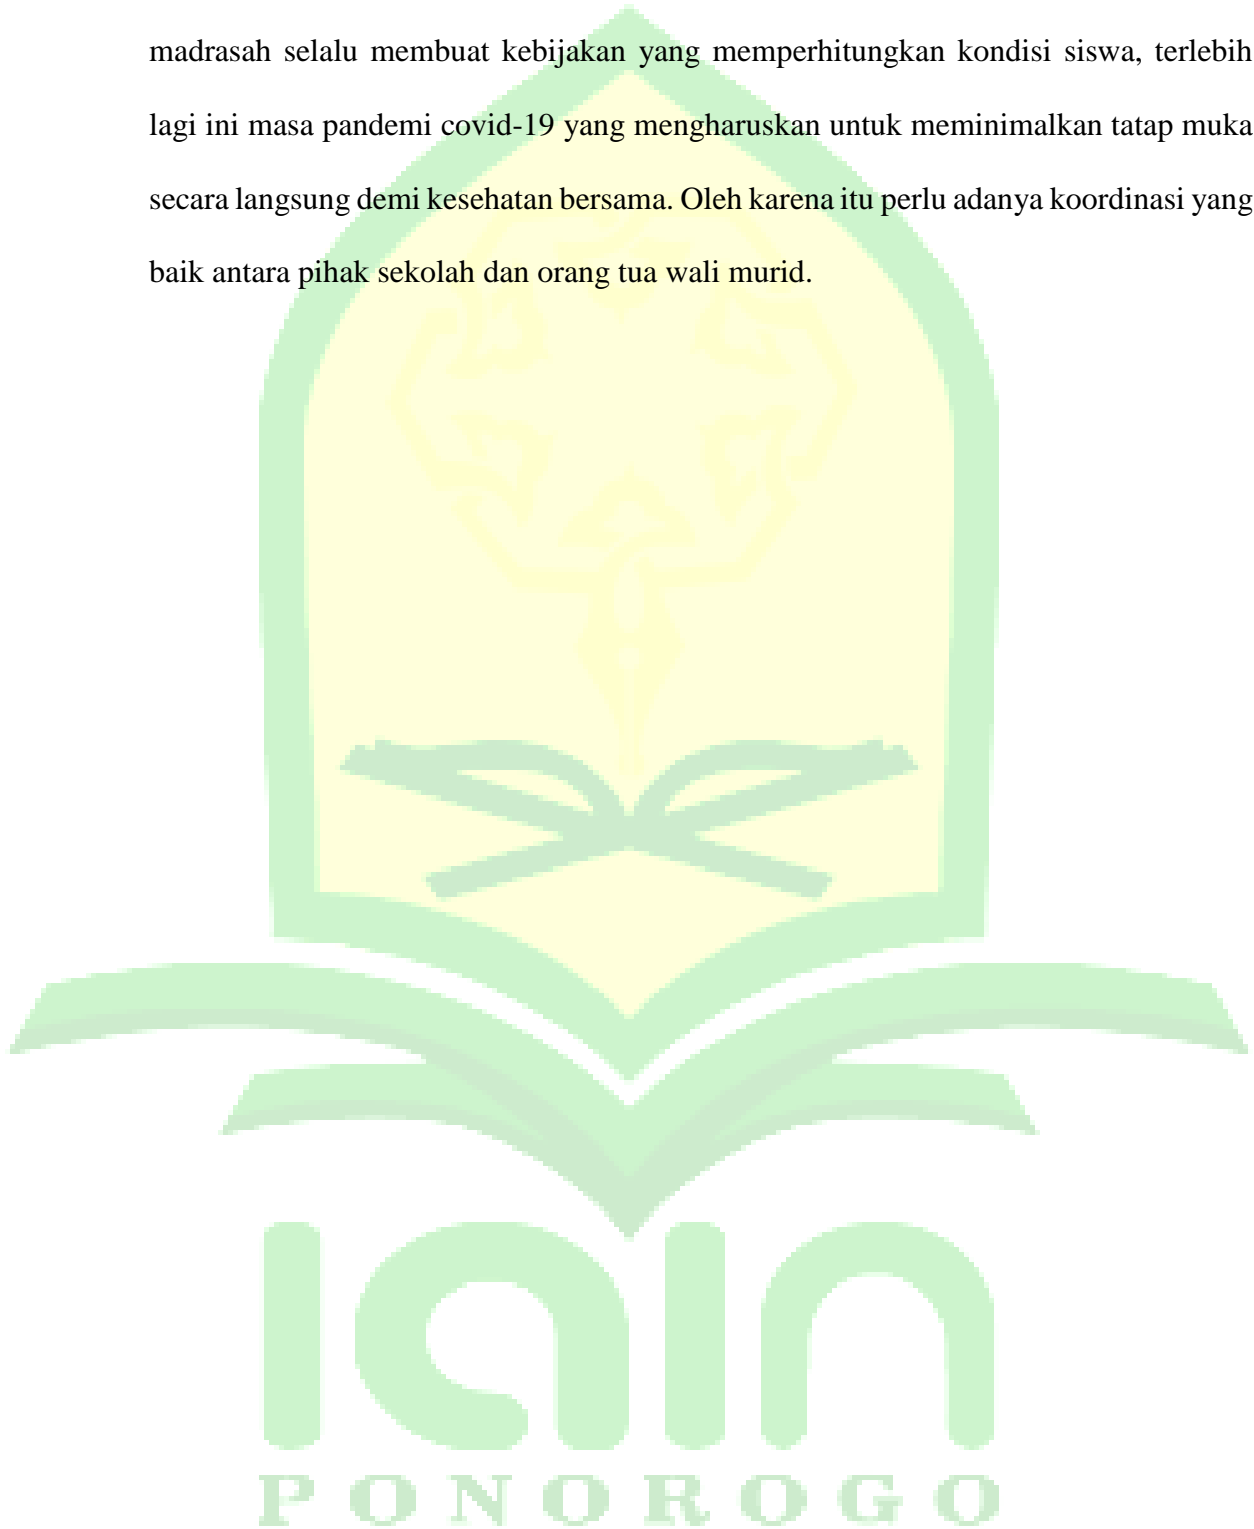 madrasah selalu membuat kebijakan yang memperhitungkan kondisi siswa, terlebih
lagi ini masa pandemi covid-19 yang mengharuskan untuk meminimalkan tatap muka
secara langsung demi kesehatan bersama. Oleh karena itu perlu adanya koordinasi yang
baik antara pihak sekolah dan orang tua wali murid.
iain
PONOROGO